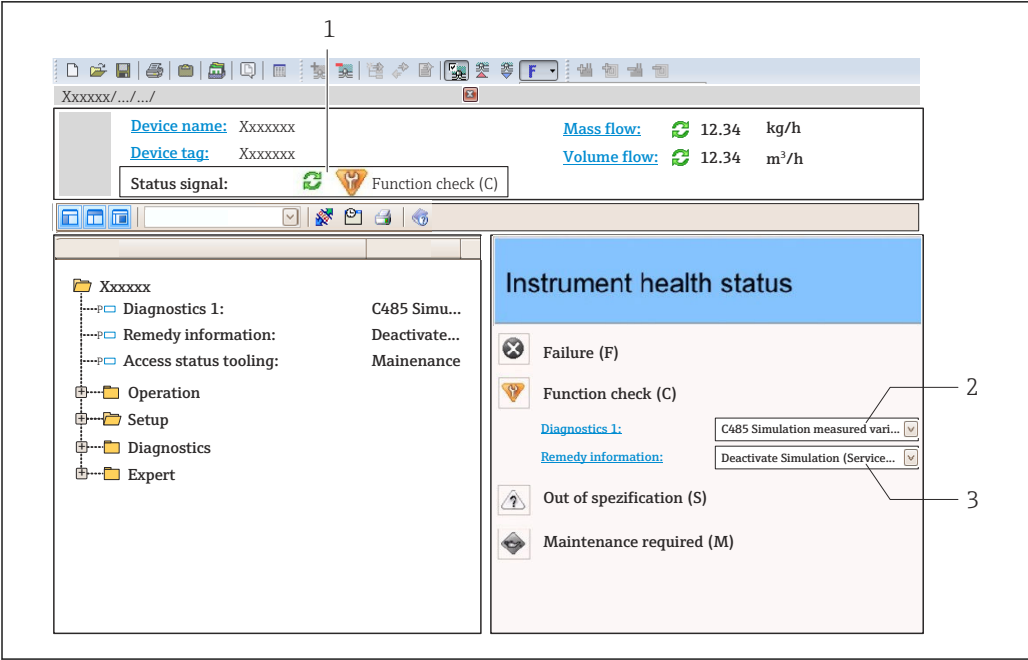 1
F
Xxxxxx/.../.../
Device name: Xxxxxxx
Mass flow: 12.34 kg/h
Device tag: Xxxxxxx
Volume flow: 12.34 m³/h
Status signal: Function check (C)
Xxxxxx
Diagnostics 1: C485 Simu...
Remedy information: Deactivate...
Access status tooling: Mainenance
Operation
Setup
Diagnostics
Expert
Instrument health status
Failure (F)
Function check (C)
2
Diagnostics 1: C485 Simulation measured vari...
Remedy information: Deactivate Simulation (Service...
3
Out of spezification (S)
Maintenance required (M)